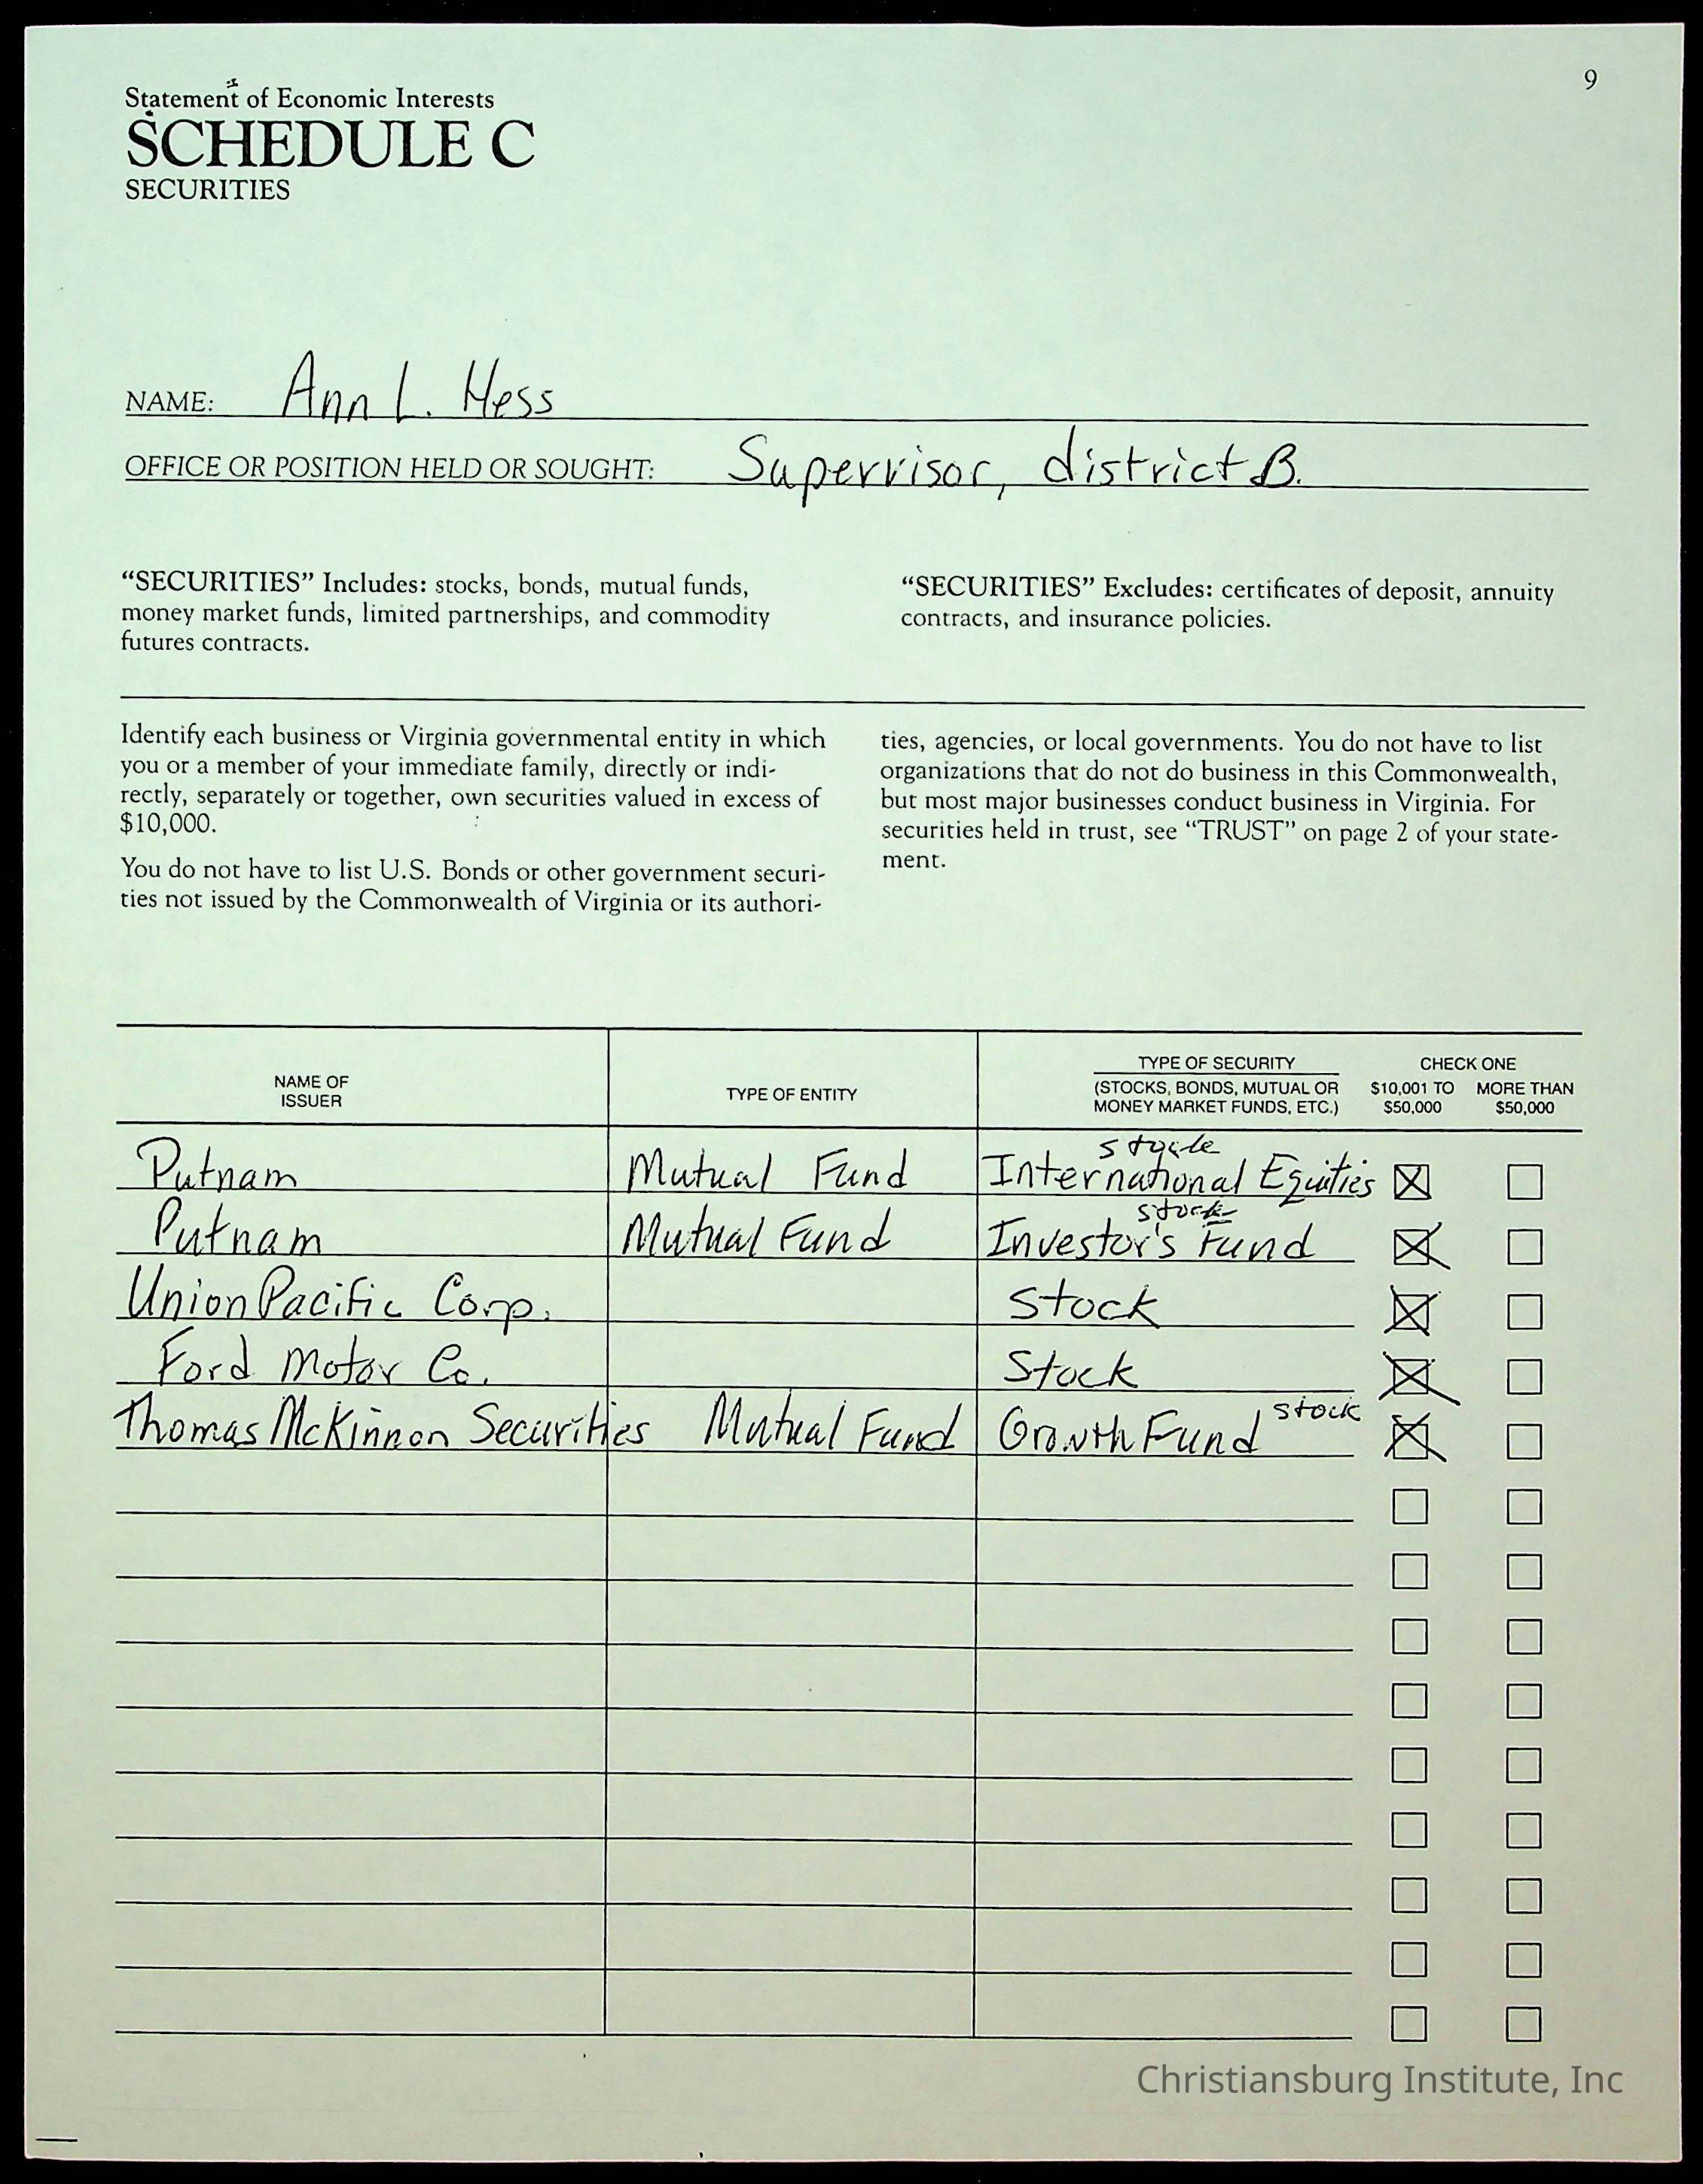 9
Statement of Economic Interests
SCHEDULE C
SECURITIES
NAME: Ann L. Hess
OFFICE OR POSITION HELD OR SOUGHT: Supervisor, district B.
“SECURITIES” Includes: stocks, bonds, mutual funds,
money market funds, limited partnerships, and commodity
futures contracts.
“SECURITIES” Excludes: certificates of deposit, annuity
contracts, and insurance policies.
Identify each business or Virginia governmental entity in which
you or a member of your immediate family, directly or indi-
rectly, separately or together, own securities valued in excess of
$10,000.
You do not have to list U.S. Bonds or other government securi-
ties not issued by the Commonwealth of Virginia or its authori-
ties, agencies, or local governments. You do not have to list
organizations that do not do business in this Commonwealth,
but most major businesses conduct business in Virginia. For
securities held in trust, see “TRUST” on page 2 of your state-
ment.
NAME OF
ISSUER
TYPE OF ENTITY
TYPE OF SECURITY
(STOCKS, BONDS, MUTUAL OR
MONEY MARKET FUNDS, ETC.)
CHECK ONE
$10,001 TO
$50,000
MORE THAN
$50,000
stock
Putnam Mutual Fund International Equities
stock
Putnam Mutual Fund Investor's Fund
Union Pacific Corp. Stock
Ford Motor Co. Stock
Thomas McKinnon Securities Mutual Fund Growth Fund stock
Christiansburg Institute, Inc